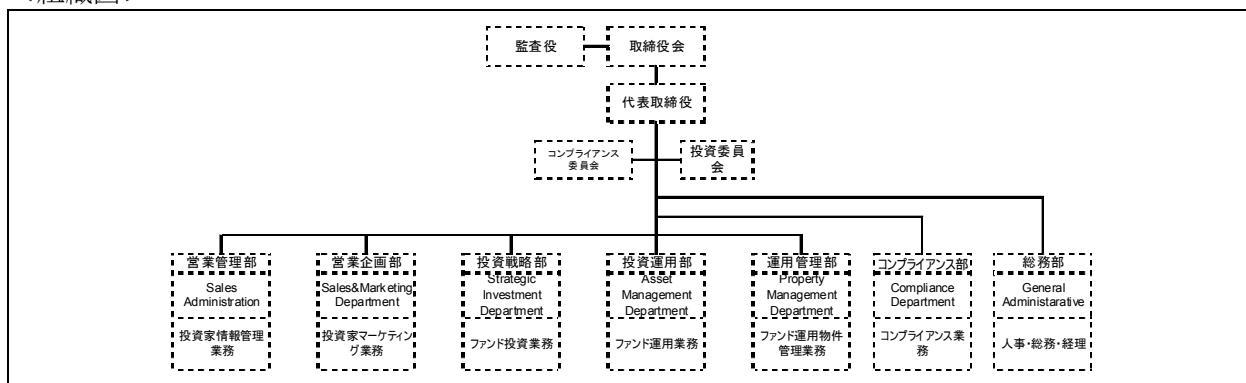 監査役
取締役会
代表取締役
コンプライアンス
委員会
投資委員
会
営業管理部
Sales
Administration
投資家情報管理
業務
営業企画部
Sales&Marketing
Department
投資家マーケティン
グ業務
投資戦略部
Strategic
Investment
Department
ファンド投資業務
投資運用部
Asset
Management
Department
ファンド運用業務
運用管理部
Property
Management
Department
ファンド運用物件
管理業務
コンプライアンス部
Compliance
Department
コンプライアンス業
務
総務部
General
Administarative
人事・総務・経理